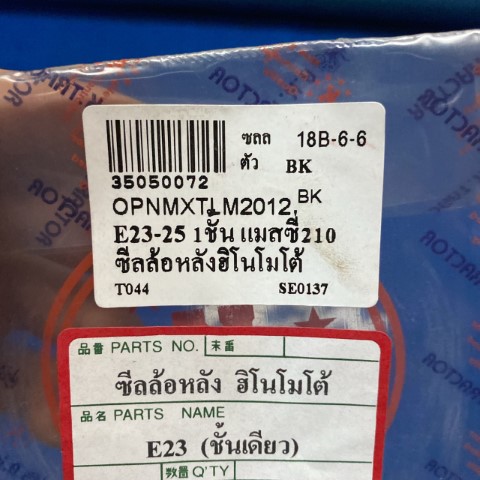 ซลล 18B-6-6
ตัว BK
35050072
OPNMXTLM2012 BK
E23-25 1ชั้น แมสซี่210
ซีลล้อหลังฮิโนโมโต้
T044 SE0137
品番 PARTS NO. 末番
ซีลล้อหลัง ฮิโนโมโต้
品名 PARTS NAME
E23 (ชั้นเดียว)
数量 Q'TY